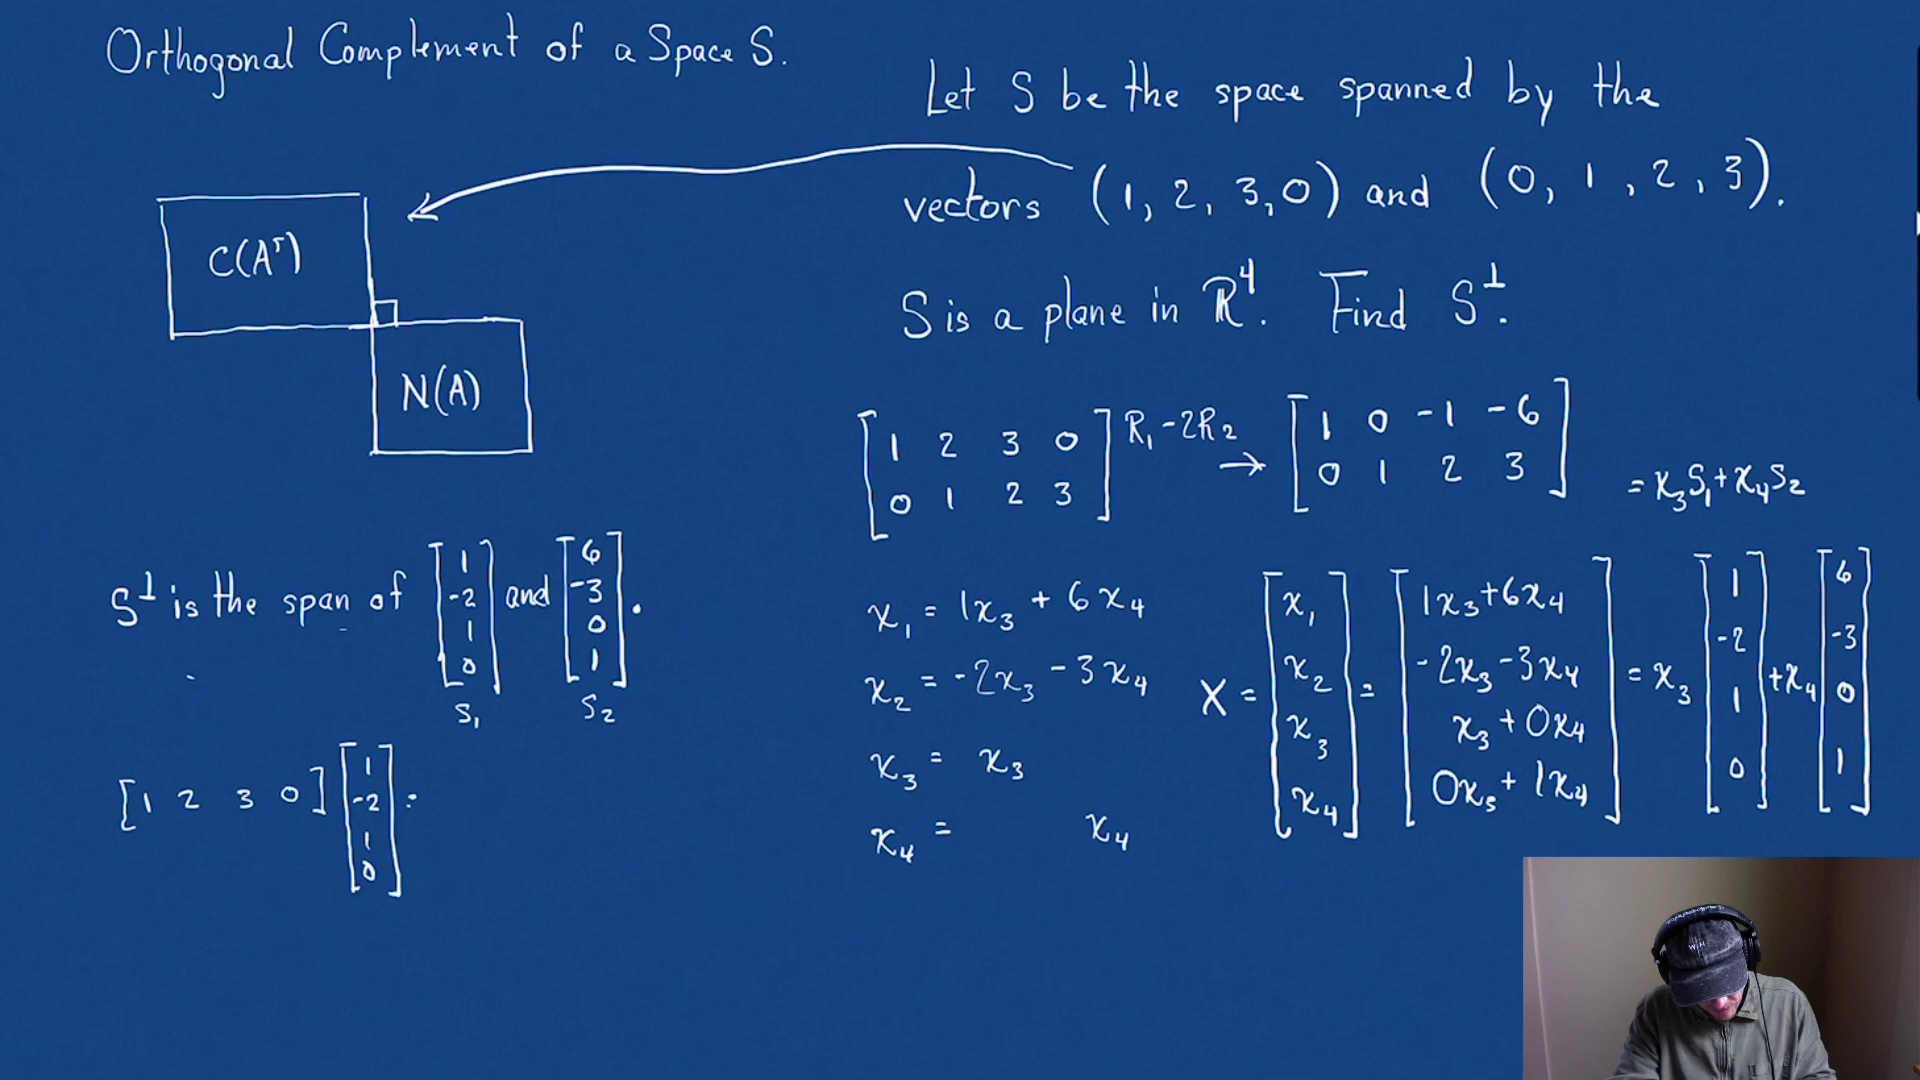 Orthogonal Complement of a Space S.
C(Aᵀ)
N(A)
S⊥ is the span of [1 -2 1 0] and [6 -3 0 1].
S₁ S₂
[1 2 3 0] [1 -2 1 0] =
Let S be the space spanned by the
vectors (1, 2, 3, 0) and (0, 1, 2, 3).
S is a plane in ℝ⁴. Find S⊥.
[1 2 3 0 R₁ - 2R₂ [1 0 -1 -6
0 1 2 3] → 0 1 2 3]
= x₃S₁ + x₄S₂
x₁ = 1x₃ + 6x₄
x₂ = -2x₃ - 3x₄
x₃ = x₃
x₄ = x₄
X = [x₁ x₂ x₃ x₄] = [1x₃+6x₄ -2x₃-3x₄ x₃+0x₄ 0x₃+1x₄] = x₃ [1 -2 1 0] + x₄ [6 -3 0 1]